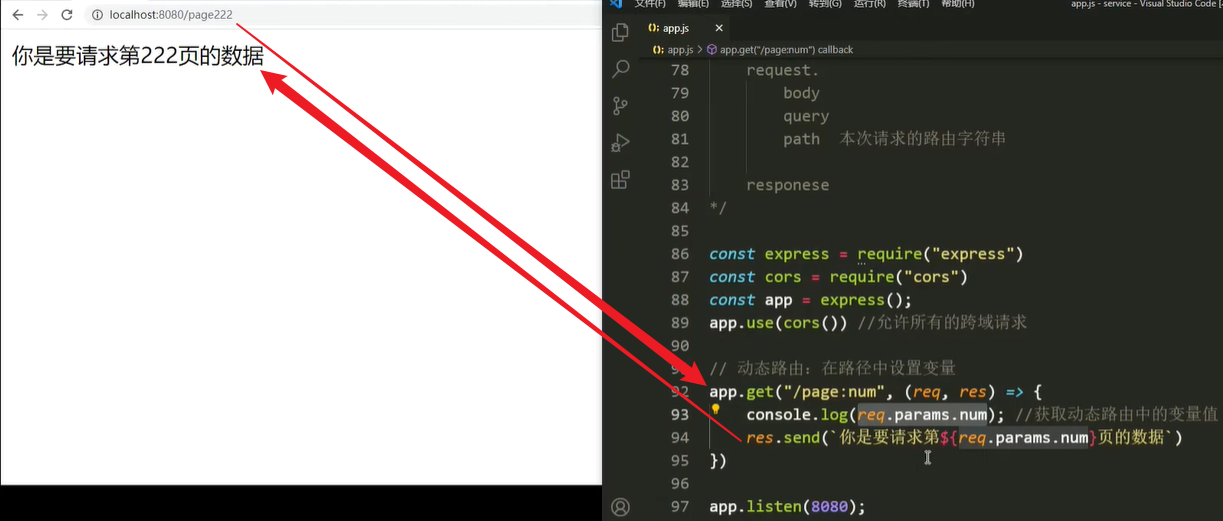 localhost:8080/page222
你是要请求第222页的数据
文件(F) 编辑(E) 选择(S) 查看(V) 转到(G) 运行(R) 终端(T) 帮助(H) app.js - service - Visual Studio Code [
app.js
app.js > app.get("/page:num") callback
78 request.
79 body
80 query
81 path 本次请求的路由字符串
82
83 responese
84 */
85
86 const express = require("express")
87 const cors = require("cors")
88 const app = express();
89 app.use(cors()) //允许所有的跨域请求
90
// 动态路由：在路径中设置变量
92 app.get("/page:num", (req, res) => {
93 console.log(req.params.num); //获取动态路由中的变量值
94 res.send(`你是要请求第${req.params.num}页的数据`)
95 })
96
97 app.listen(8080);